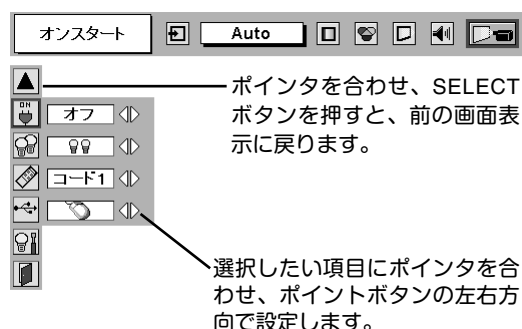 オンスタート
Auto
ポインタを合わせ、SELECT
ボタンを押すと、前の画面表
示に戻ります。
ON
オフ
コード1
選択したい項目にポインタを合
わせ、ポイントボタンの左右方
向で設定します。